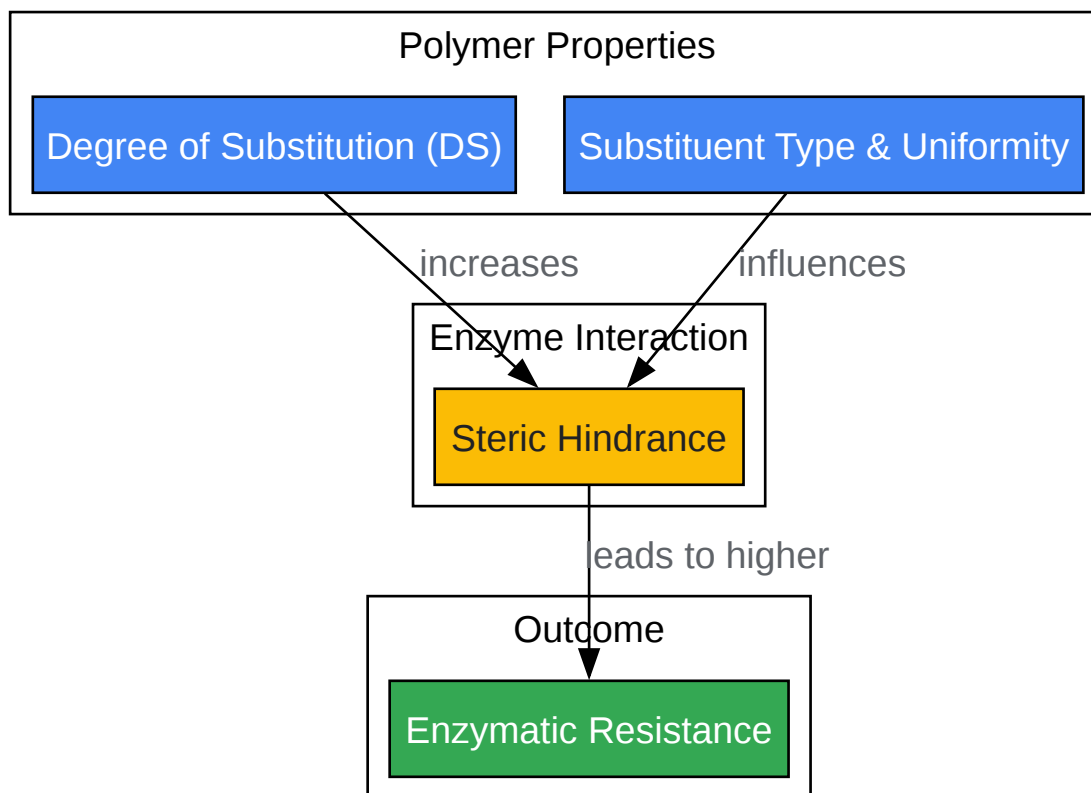 Polymer Properties
Degree of Substitution (DS)
Substituent Type & Uniformity
increases
influences
Enzyme Interaction
Steric Hindrance
leads to higher
Outcome
Enzymatic Resistance